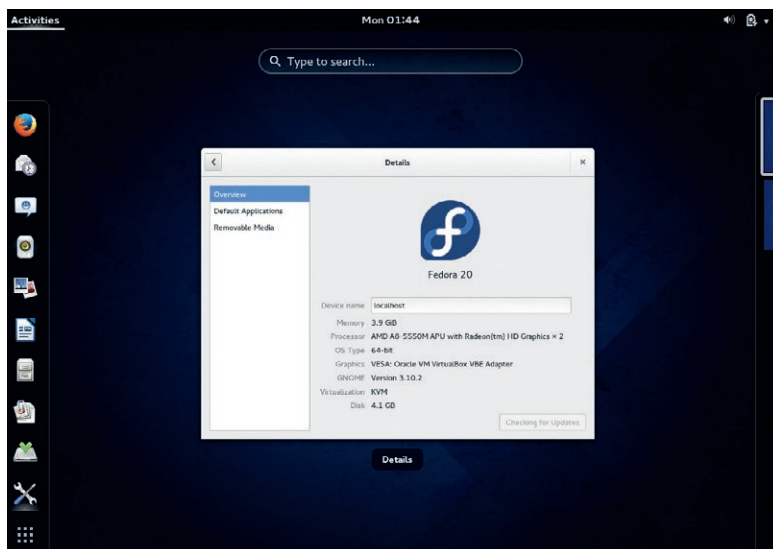 Activities
Mon 01:44
Type to search...
Details
Overview
Default Applications
Removable Media
Fedora 20
Device name localhost
Memory 3.9 GiB
Processor AMD A8-5550M APU with Radeon(tm) HD Graphics × 2
OS Type 64-bit
Graphics VESA: Oracle VM VirtualBox VBE Adapter
GNOME Version 3.10.2
Virtualization KVM
Disk 4.1 GB
Checking for Updates
Details